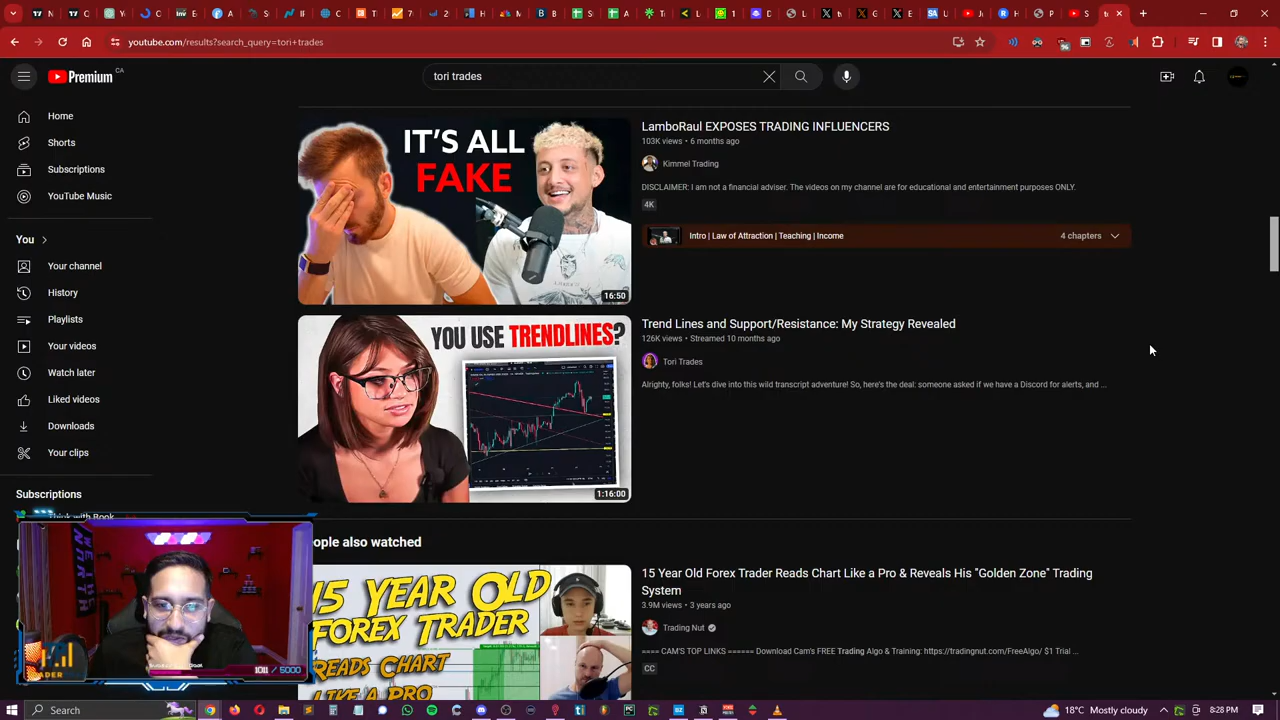 youtube.com/results?search_query=tori+trades
Premium
CA
tori trades
Home
Shorts
Subscriptions
YouTube Music
You
Your channel
History
Playlists
Your videos
Watch later
Liked videos
Downloads
Your clips
Subscriptions
Think with Book
IT'S ALL
FAKE
16:50
LamboRaul EXPOSES TRADING INFLUENCERS
103K views • 6 months ago
Kimmel Trading
DISCLAIMER: I am not a financial adviser. The videos on my channel are for educational and entertainment purposes ONLY.
4K
Intro | Law of Attraction | Teaching | Income
4 chapters
YOU USE TRENDLINES?
1:16:00
Trend Lines and Support/Resistance: My Strategy Revealed
126K views • Streamed 10 months ago
Tori Trades
Alrighty, folks! Let's dive into this wild transcript adventure! So, here's the deal: someone asked if we have a Discord for alerts, and ...
eople also watched
15 YEAR OLD
FOREX TRADER
READS CHART
LIKE A PRO
15 Year Old Forex Trader Reads Chart Like a Pro & Reveals His "Golden Zone" Trading
System
3.9M views • 3 years ago
Trading Nut
==== CAM'S TOP LINKS ====== Download Cam's FREE Trading Algo & Training: https://tradingnut.com/FreeAlgo/ $1 Trial ...
CC
TRADER
1011 / 5000
Search
18°C Mostly cloudy
8:28 PM